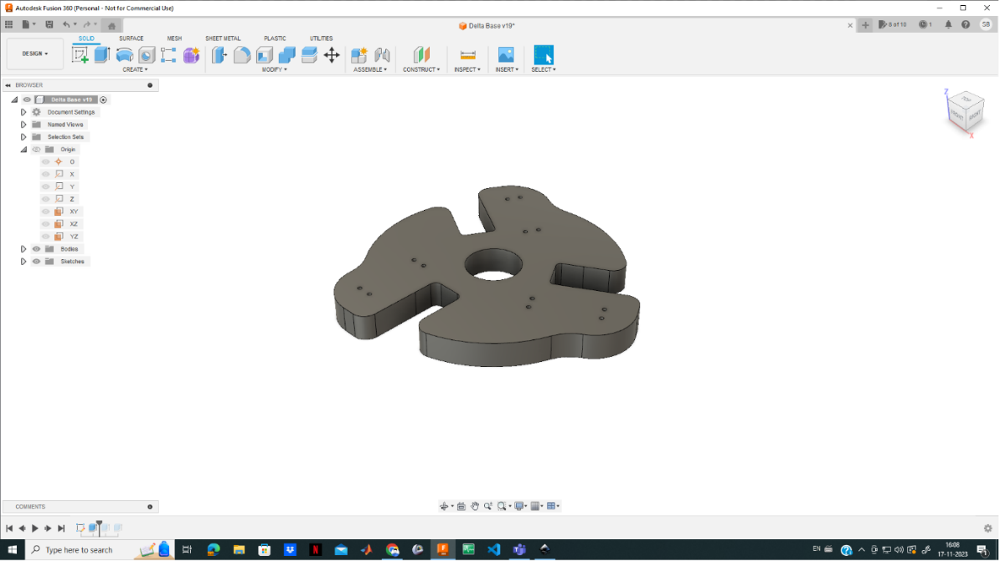 Autodesk Fusion 360 (Personal - Not for Commercial Use)
Delta Base v19*
8 of 10
1
SB
SOLID SURFACE MESH SHEET METAL PLASTIC UTILITIES
DESIGN
CREATE MODIFY ASSEMBLE CONSTRUCT INSPECT INSERT SELECT
BROWSER
Delta Base v19
Document Settings
Named Views
Selection Sets
Origin
O
X
Y
Z
XY
XZ
YZ
Bodies
Sketches
Z
TOP
FRONT
X
COMMENTS
Type here to search
EN
16:08
17-11-2023